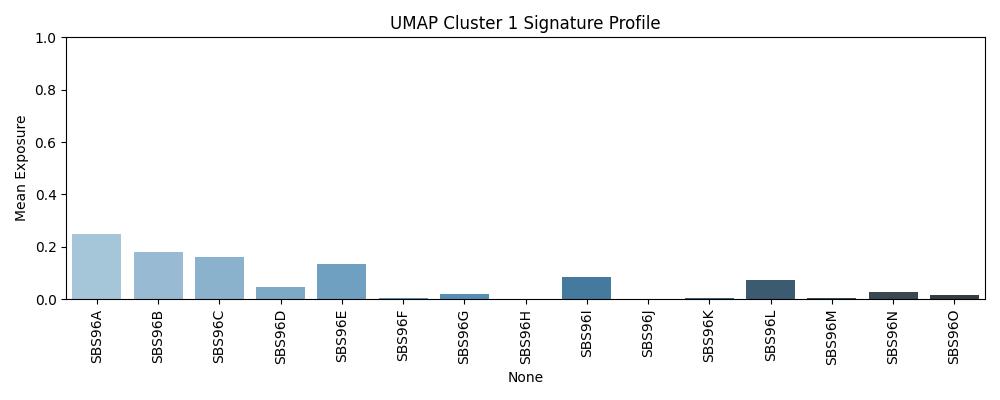 UMAP Cluster 1 Signature Profile
Mean Exposure
1.0
0.8
0.6
0.4
0.2
0.0
SBS96A
SBS96B
SBS96C
SBS96D
SBS96E
SBS96F
SBS96G
SBS96H
SBS96I
SBS96J
SBS96K
SBS96L
SBS96M
SBS96N
SBS96O
None